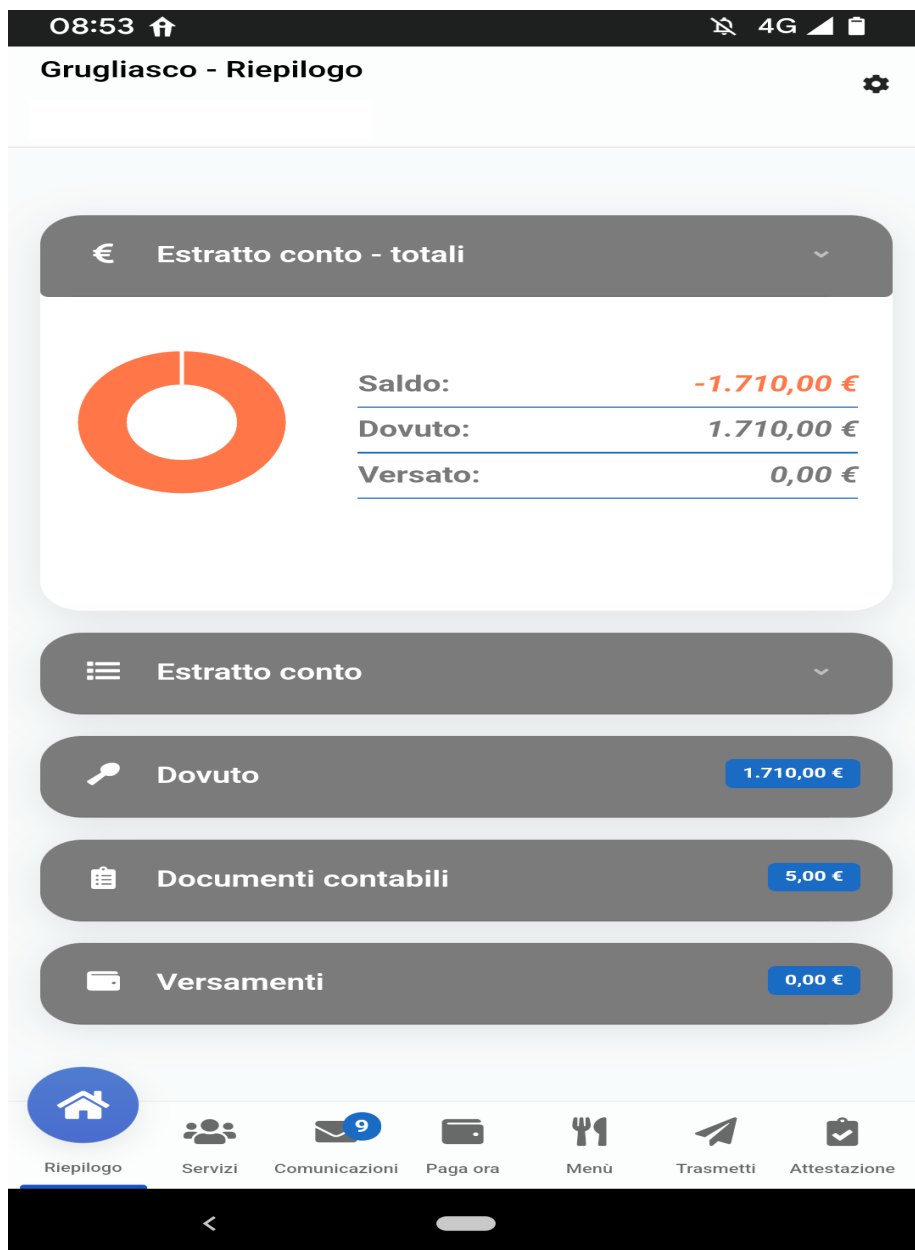 08:53
4G
Grugliasco - Riepilogo
€ Estratto conto - totali
Saldo: -1.710,00 €
Dovuto: 1.710,00 €
Versato: 0,00 €
Estratto conto
Dovuto 1.710,00 €
Documenti contabili 5,00 €
Versamenti 0,00 €
9
Riepilogo Servizi Comunicazioni Paga ora Menù Trasmetti Attestazione